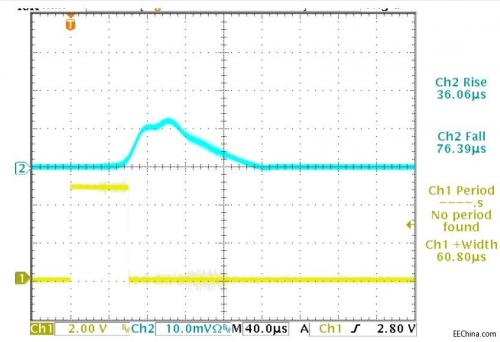 T
Ch2 Rise
36.06µs
Ch2 Fall
76.39µs
2
Ch1 Period
----.s
No period
found
Ch1 +Width
60.80µs
1
Ch1 2.00 V Ch2 10.0mVΩ M 40.0µs A Ch1 2.80 V
EEChina.com